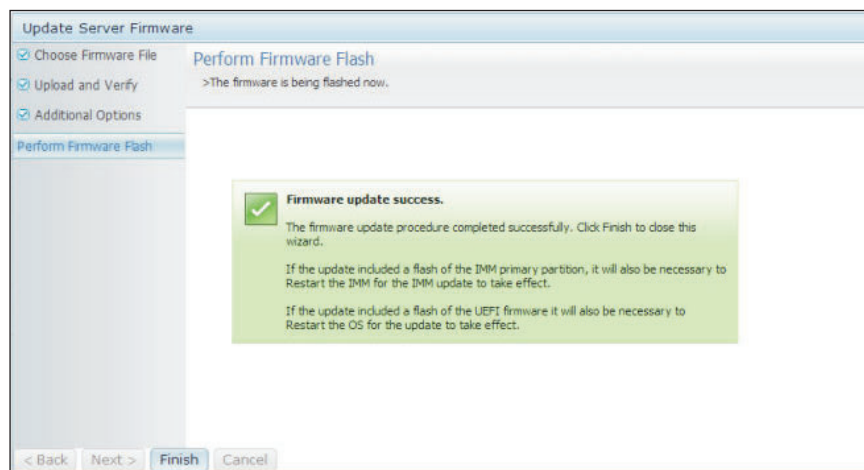 Update Server Firmware
Choose Firmware File
Upload and Verify
Additional Options
Perform Firmware Flash
Perform Firmware Flash
>The firmware is being flashed now.
Firmware update success.
The firmware update procedure completed successfully. Click Finish to close this
wizard.
If the update included a flash of the IMM primary partition, it will also be necessary to
Restart the IMM for the IMM update to take effect.
If the update included a flash of the UEFI firmware it will also be necessary to
Restart the OS for the update to take effect.
< Back Next > Finish Cancel